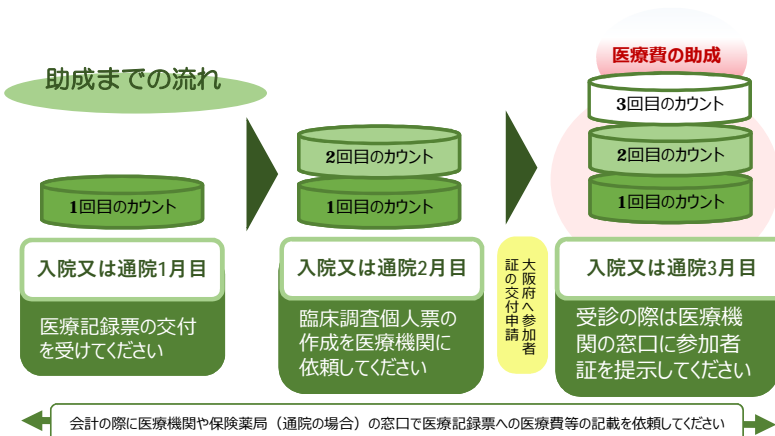 助成までの流れ
1回目のカウント
入院又は通院1月目
医療記録票の交付
を受けてください
2回目のカウント
1回目のカウント
入院又は通院2月目
臨床調査個人票の
作成を医療機関に
依頼してください
大阪府へ参加者
証の交付申請
医療費の助成
3回目のカウント
2回目のカウント
1回目のカウント
入院又は通院3月目
受診の際は医療機
関の窓口に参加者
証を提示してください
会計の際に医療機関や保険薬局（通院の場合）の窓口で医療記録票への医療費等の記載を依頼してください